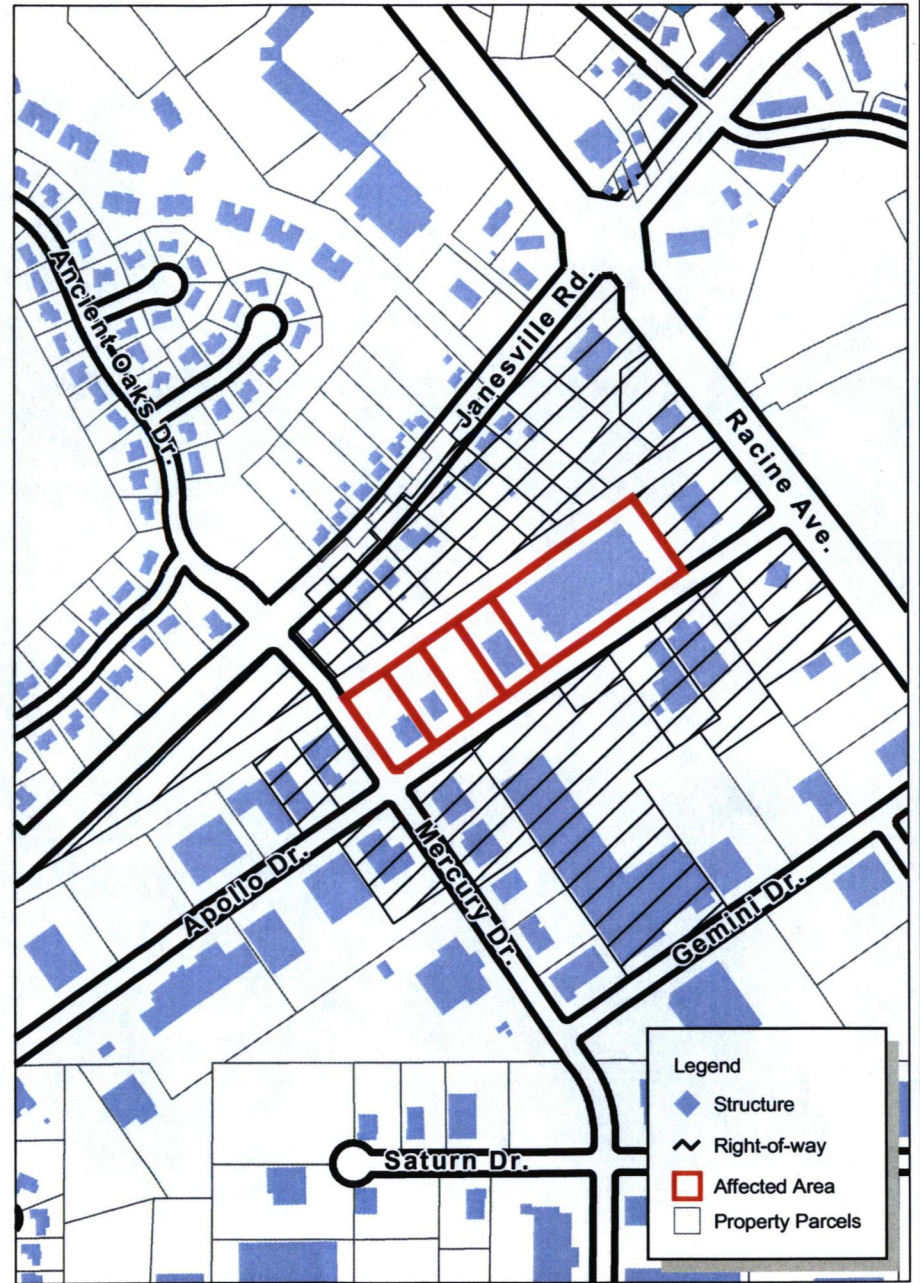 Ancient Oaks Dr.
Janesville Rd.
Racine Ave.
Apollo Dr.
Mercury Dr.
Gemini Dr.
Saturn Dr.
Legend
Structure
Right-of-way
Affected Area
Property Parcels